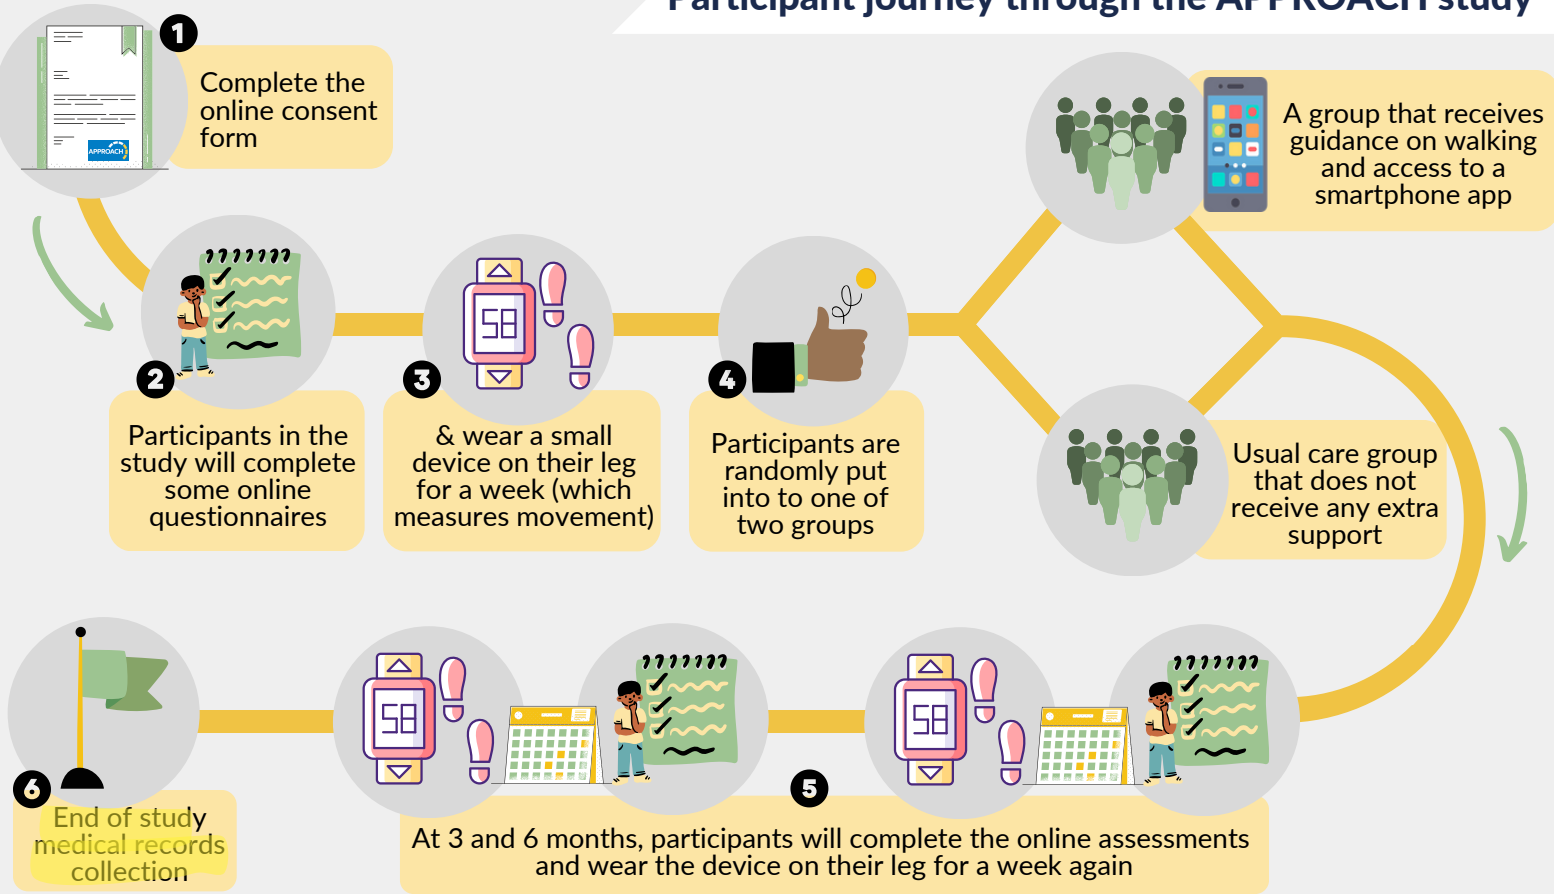 Participant journey through the APPROACH study
1
Complete the
online consent
form
APPROACH
2
Participants in the
study will complete
some online
questionnaires
58
3
& wear a small
device on their leg
for a week (which
measures movement)
4
Participants are
randomly put
into to one of
two groups
A group that receives
guidance on walking
and access to a
smartphone app
Usual care group
that does not
receive any extra
support
58
58
5
At 3 and 6 months, participants will complete the online assessments
and wear the device on their leg for a week again
6
End of study
medical records
collection